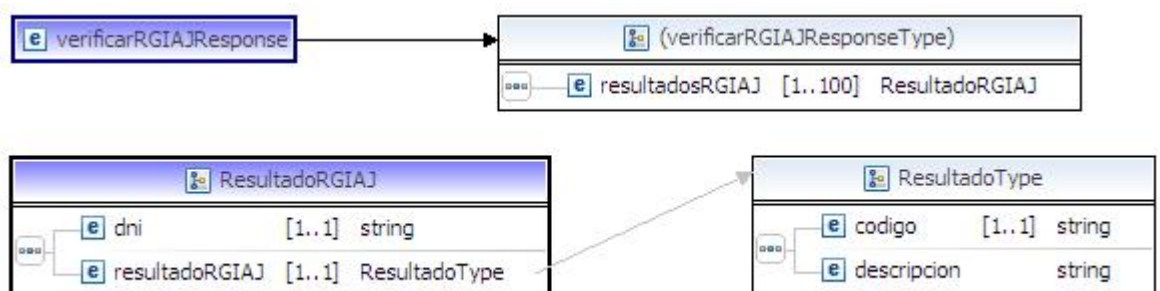 verificarRGIAJResponse
(verificarRGIAJResponseType)
resultadosRGIAJ [1..100] ResultadoRGIAJ
ResultadoRGIAJ
dni [1..1] string
resultadoRGIAJ [1..1] ResultadoType
ResultadoType
codigo [1..1] string
descripcion string